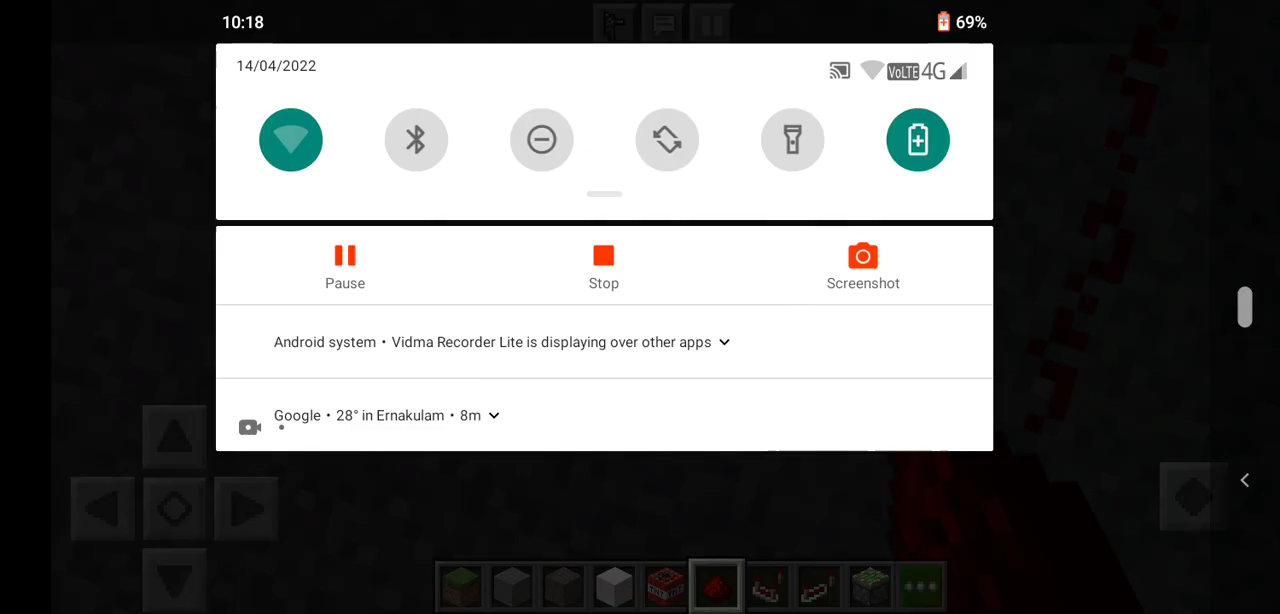 10:18
69%
14/04/2022
VoLTE 4G
Pause
Stop
Screenshot
Android system • Vidma Recorder Lite is displaying over other apps
Google • 28° in Ernakulam • 8m
TNT